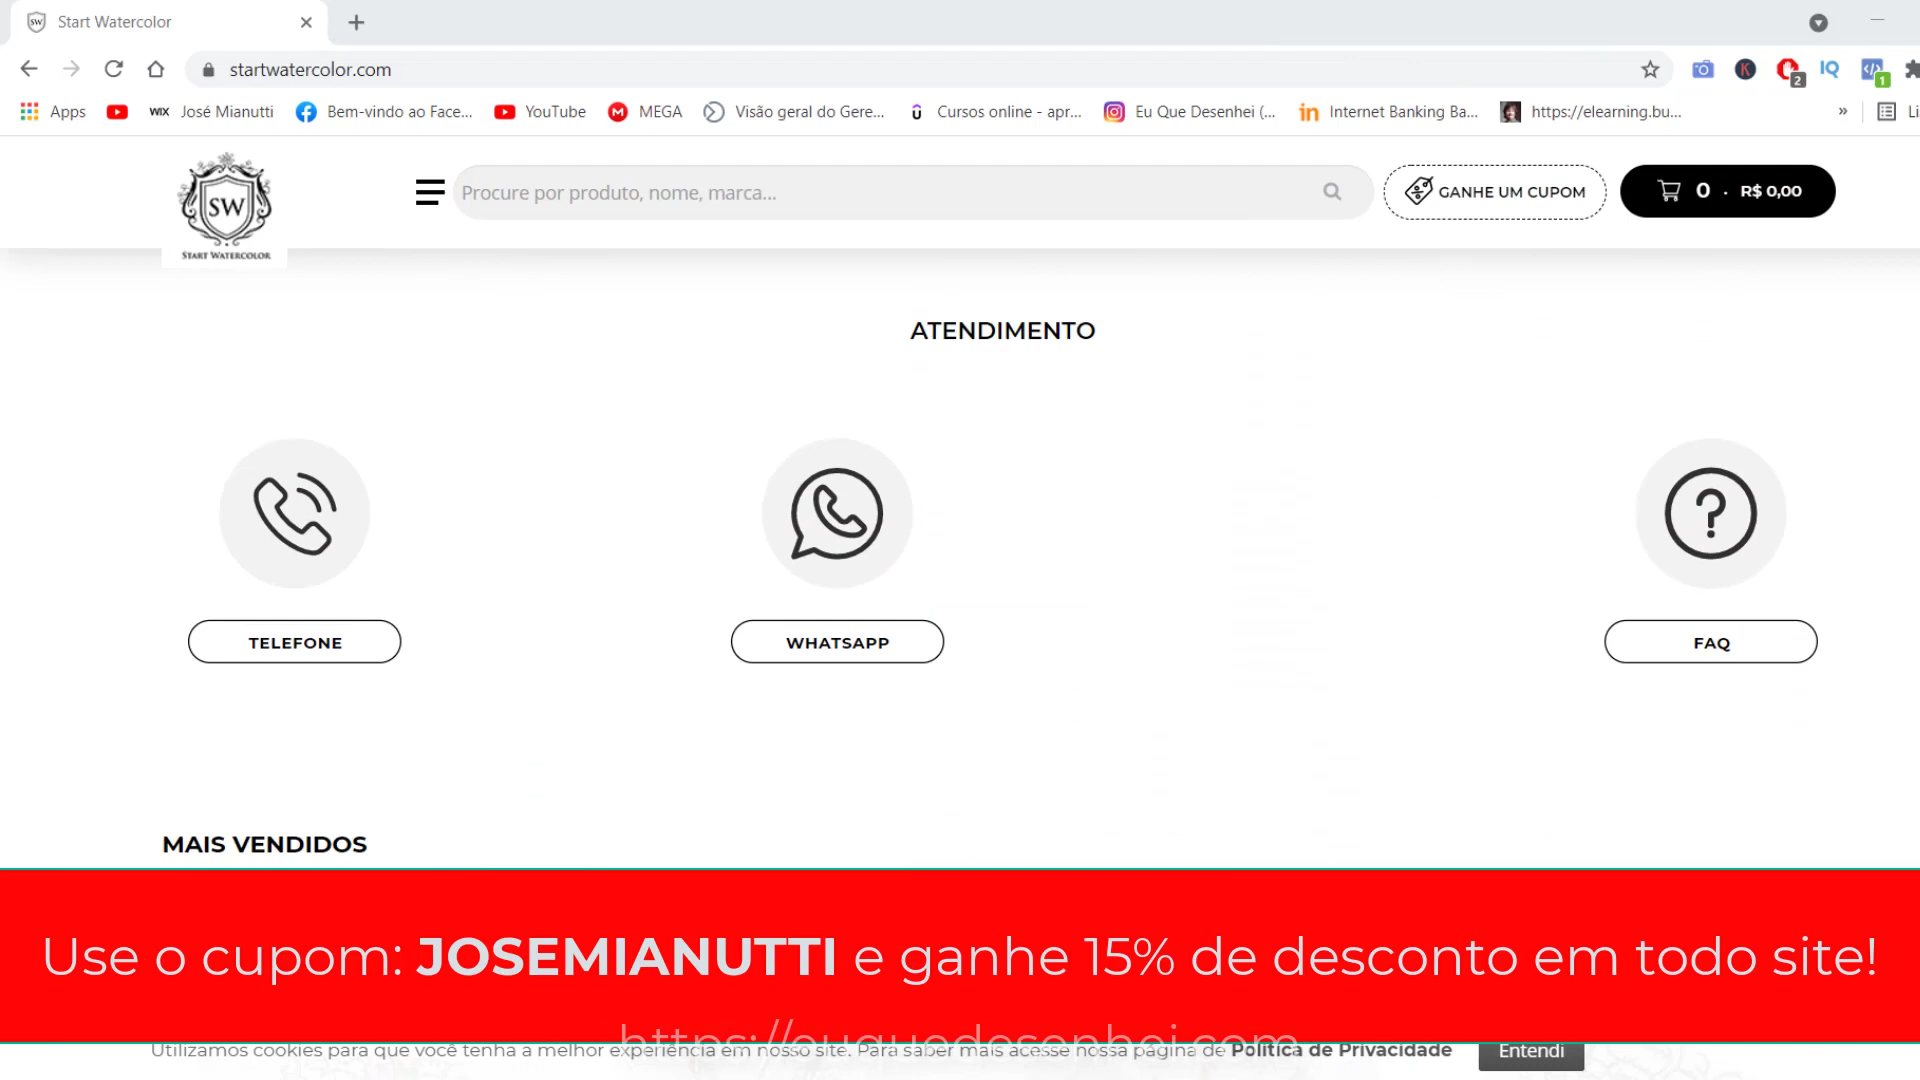 Start Watercolor
startwatercolor.com
2
IQ
1
Apps
WIX José Mianutti
Bem-vindo ao Face...
YouTube
MEGA
Visão geral do Gere...
Cursos online - apr...
Eu Que Desenhei (...
Internet Banking Ba...
https://elearning.bu...
»
SW
START WATERCOLOR
Procure por produto, nome, marca...
GANHE UM CUPOM
0 . R$ 0,00
ATENDIMENTO
TELEFONE
WHATSAPP
FAQ
MAIS VENDIDOS
Use o cupom: JOSEMIANUTTI e ganhe 15% de desconto em todo site!
https://euquedesenhei.com
Utilizamos cookies para que você tenha a melhor experiência em nosso site. Para saber mais acesse nossa página de Política de Privacidade
Entendi